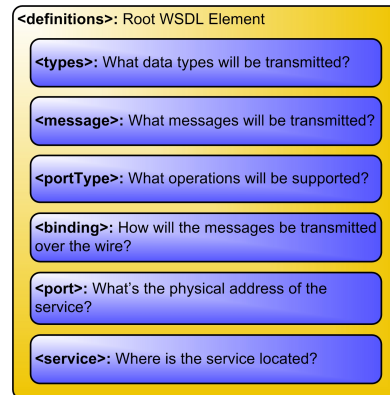 <definitions>: Root WSDL Element
<types>: What data types will be transmitted?
<message>: What messages will be transmitted?
<portType>: What operations will be supported?
<binding>: How will the messages be transmitted
over the wire?
<port>: What's the physical address of the
service?
<service>: Where is the service located?